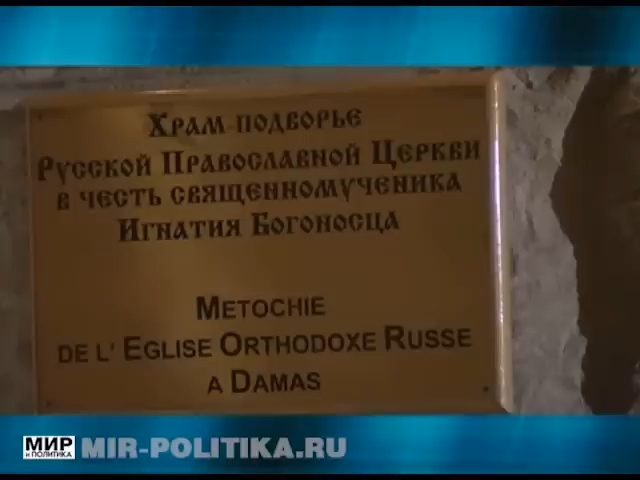 Храм-подворье
Русской Православной Церкви
в честь священномученика
Игнатия Богоносца
METOCHIE
DE L' EGLISE ORTHODOXE RUSSE
A DAMAS
МИР
и ПОЛИТИКА
MIR-POLITIKA.RU